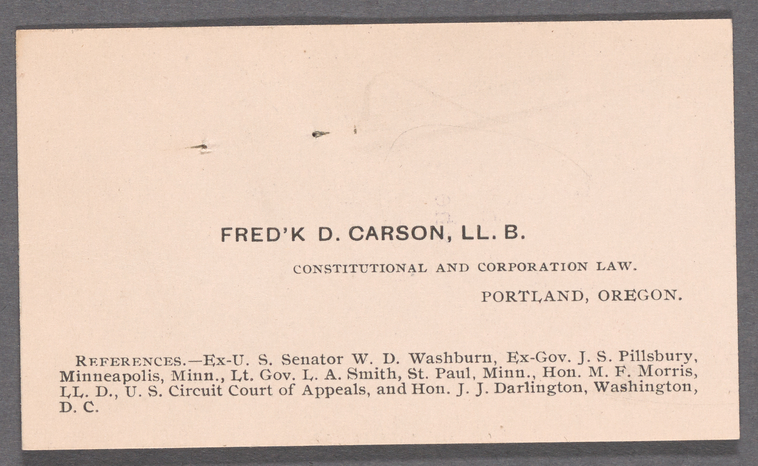 FRED'K D. CARSON, LL. B.
CONSTITUTIONAL AND CORPORATION LAW.
PORTLAND, OREGON.
REFERENCES.—Ex-U. S. Senator W. D. Washburn, Ex-Gov. J. S. Pillsbury,
Minneapolis, Minn., Lt. Gov. L. A. Smith, St. Paul, Minn., Hon. M. F. Morris,
LL. D., U. S. Circuit Court of Appeals, and Hon. J. J. Darlington, Washington,
D. C.